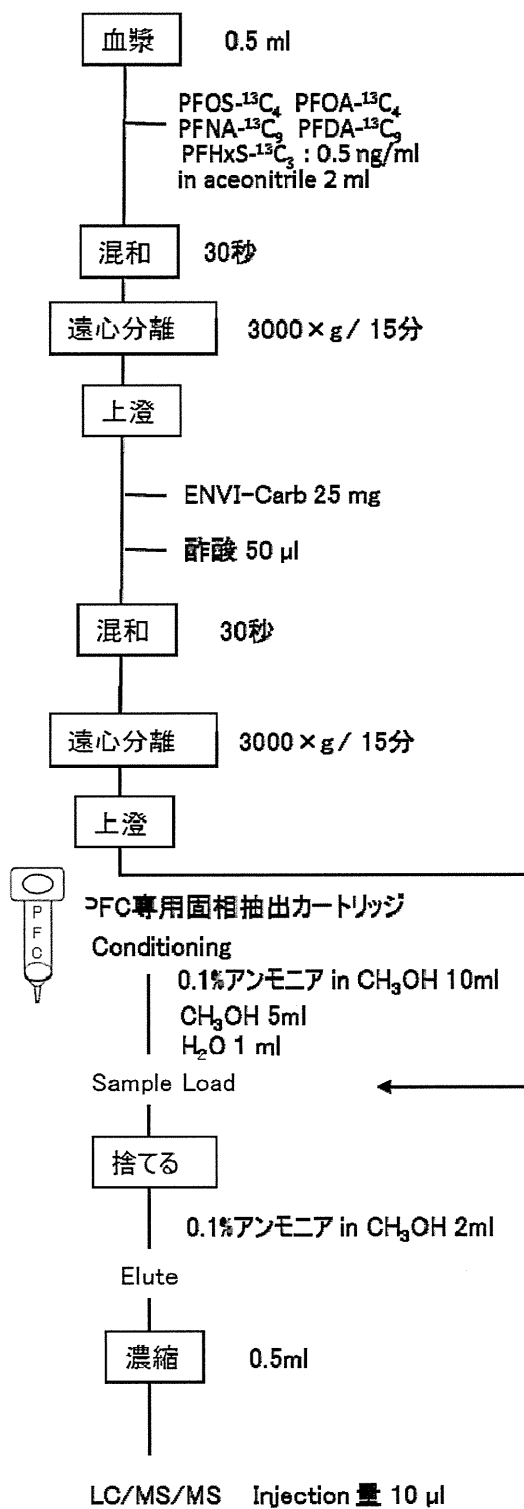 血漿 0.5 ml
PFOS-¹³C₄ PFOA-¹³C₄
PFNA-¹³C₉ PFDA-¹³C₉
PFHxS-¹³C₃ : 0.5 ng/ml
in aceonitrile 2 ml
混和 30秒
遠心分離 3000×g/ 15分
上澄
ENVI-Carb 25 mg
酢酸 50 μl
混和 30秒
遠心分離 3000×g/ 15分
上澄
PFC
PFC専用固相抽出カートリッジ
Conditioning
0.1%アンモニア in CH₃OH 10ml
CH₃OH 5ml
H₂O 1 ml
Sample Load
捨てる
0.1%アンモニア in CH₃OH 2ml
Elute
濃縮 0.5ml
LC/MS/MS Injection 量 10 μl